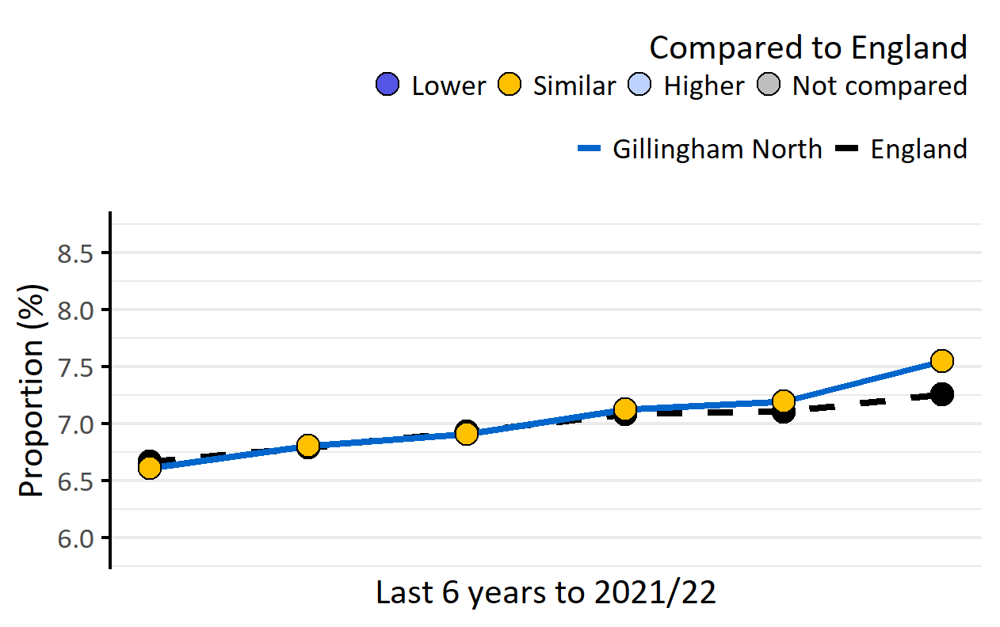 Compared to England
Lower Similar Higher Not compared
Gillingham North England
Proportion (%)
8.5
8.0
7.5
7.0
6.5
6.0
Last 6 years to 2021/22